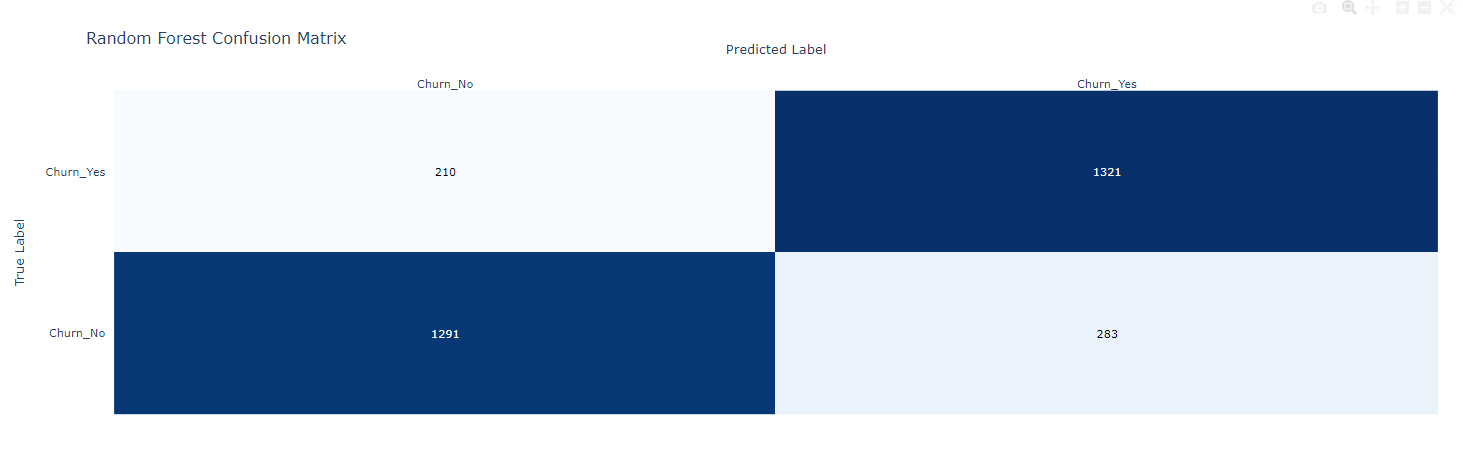 Random Forest Confusion Matrix
Predicted Label
Churn_No
Churn_Yes
Churn_Yes
210
1321
True Label
Churn_No
1291
283